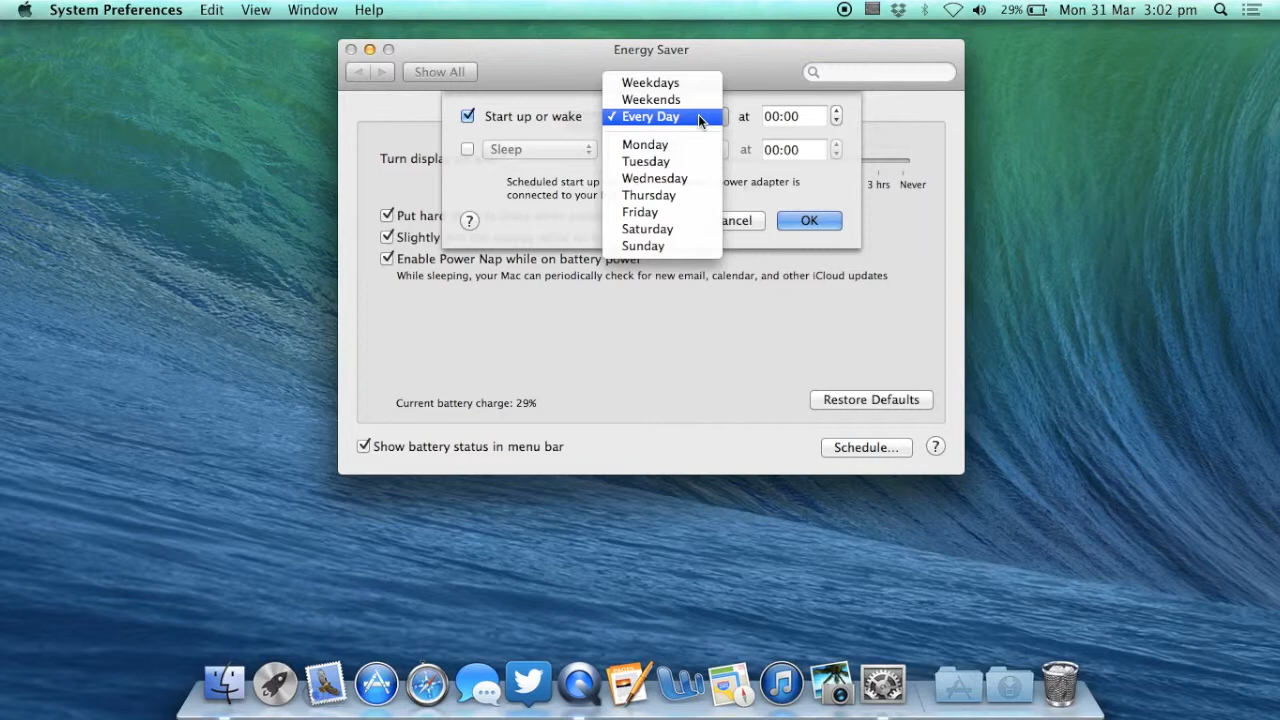 System Preferences Edit View Window Help 29% Mon 31 Mar 3:02 pm
Energy Saver
Show All
Weekdays
Weekends
Start up or wake ✓ Every Day at 00:00
Monday
Sleep at 00:00
Turn displa
Tuesday
Wednesday
Scheduled start up ower adapter is
3 hrs Never
connected to your
Thursday
Put har
Friday
? ancel OK
Saturday
Slightly
Sunday
Enable Power Nap while on battery power
While sleeping, your Mac can periodically check for new email, calendar, and other iCloud updates
Current battery charge: 29%
Restore Defaults
Show battery status in menu bar Schedule... ?